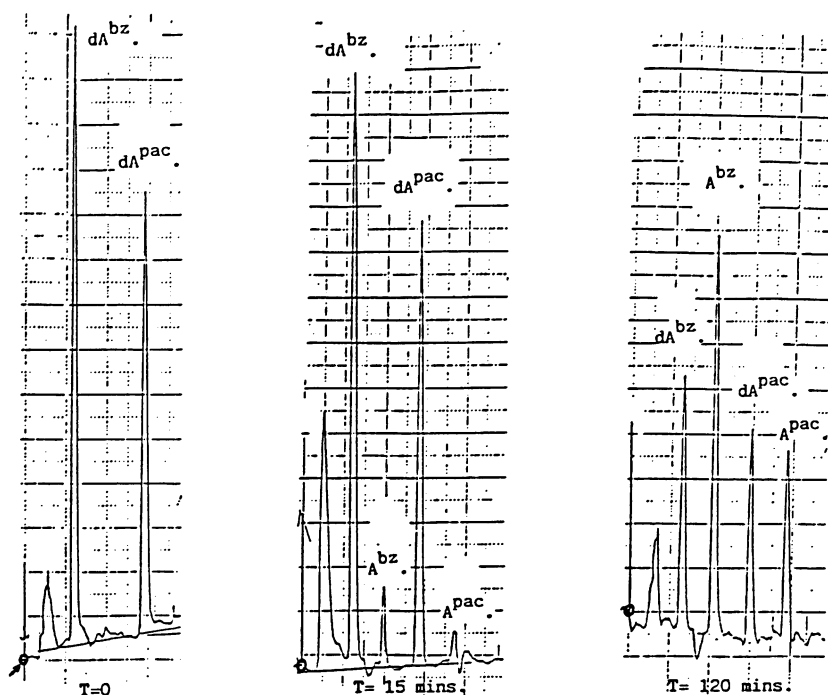 dA^bz.
dA^pac.
T=0
dA^bz.
dA^pac.
A^bz.
A^pac.
T= 15 mins.
A^bz.
dA^bz.
dA^pac.
A^pac.
T= 120 mins.